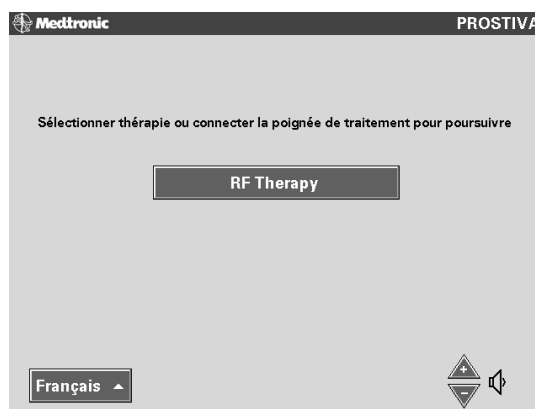 Medtronic PROSTIVA
Sélectionner thérapie ou connecter la poignée de traitement pour poursuivre
RF Therapy
Français
+
-